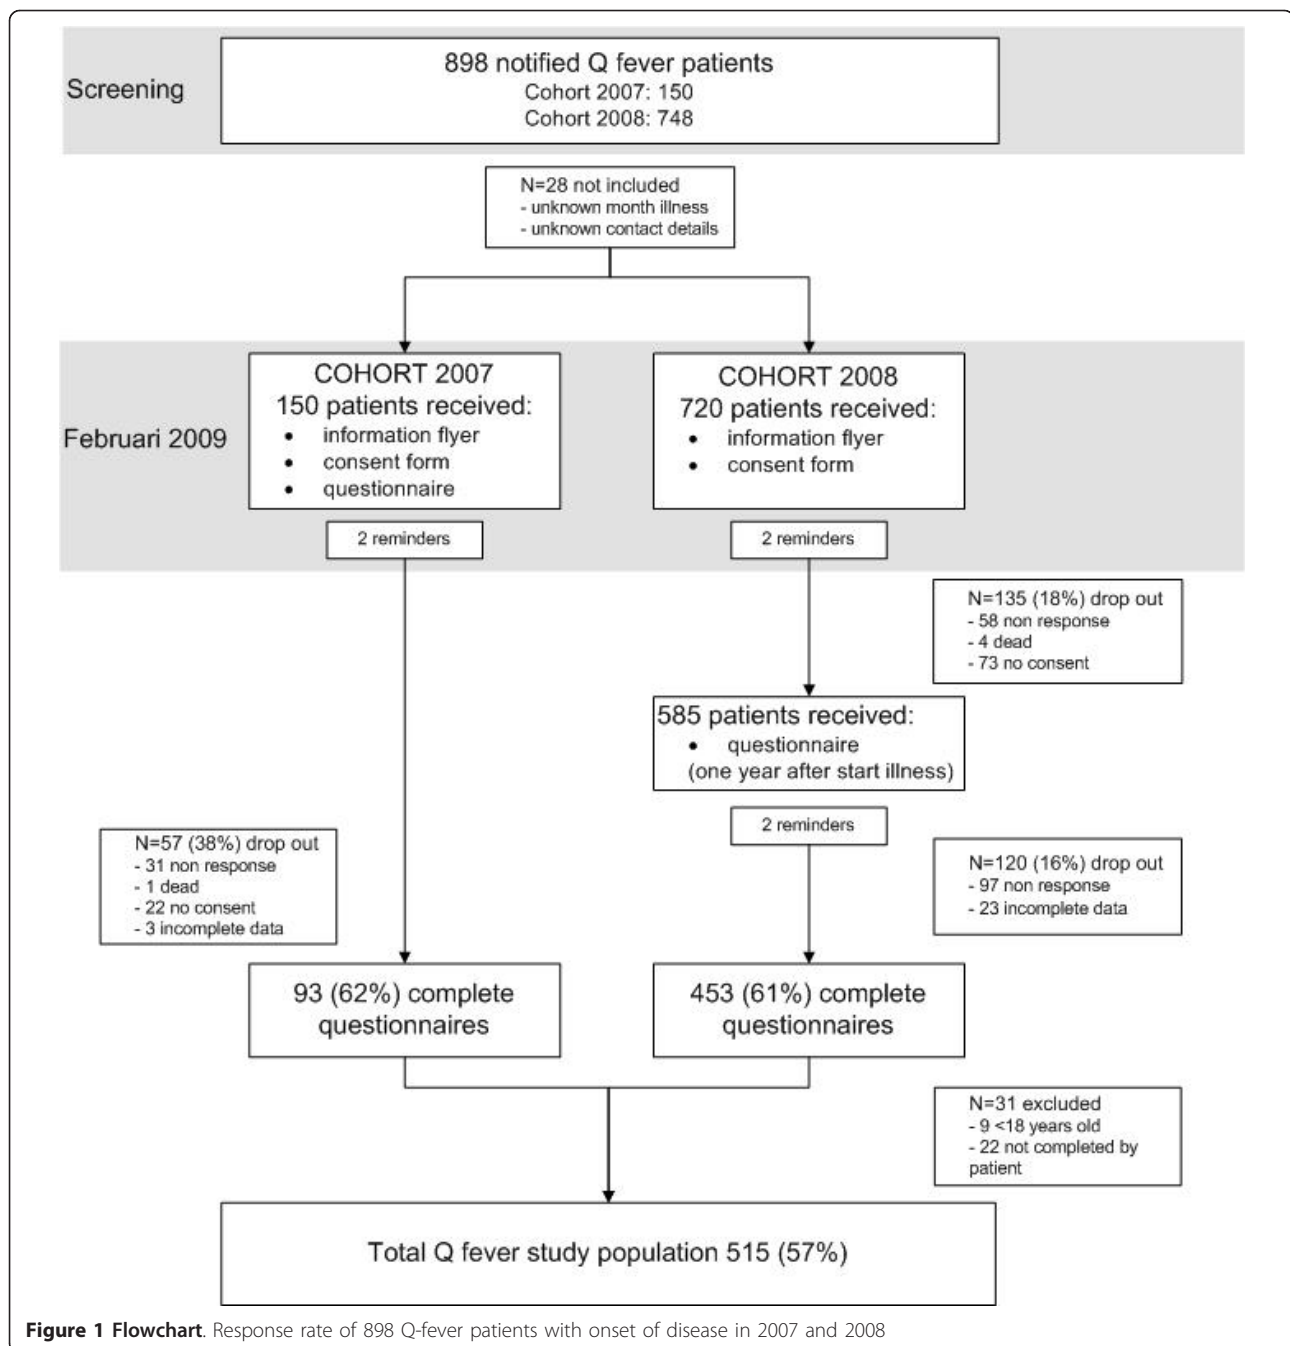 Screening
898 notified Q fever patients
Cohort 2007: 150
Cohort 2008: 748
N=28 not included
- unknown month illness
- unknown contact details
Februari 2009
COHORT 2007
150 patients received:
• information flyer
• consent form
• questionnaire
2 reminders
COHORT 2008
720 patients received:
• information flyer
• consent form
2 reminders
N=135 (18%) drop out
- 58 non response
- 4 dead
- 73 no consent
585 patients received:
• questionnaire
(one year after start illness)
2 reminders
N=57 (38%) drop out
- 31 non response
- 1 dead
- 22 no consent
- 3 incomplete data
N=120 (16%) drop out
- 97 non response
- 23 incomplete data
93 (62%) complete
questionnaires
453 (61%) complete
questionnaires
N=31 excluded
- 9 <18 years old
- 22 not completed by
patient
Total Q fever study population 515 (57%)
Figure 1 Flowchart. Response rate of 898 Q-fever patients with onset of disease in 2007 and 2008